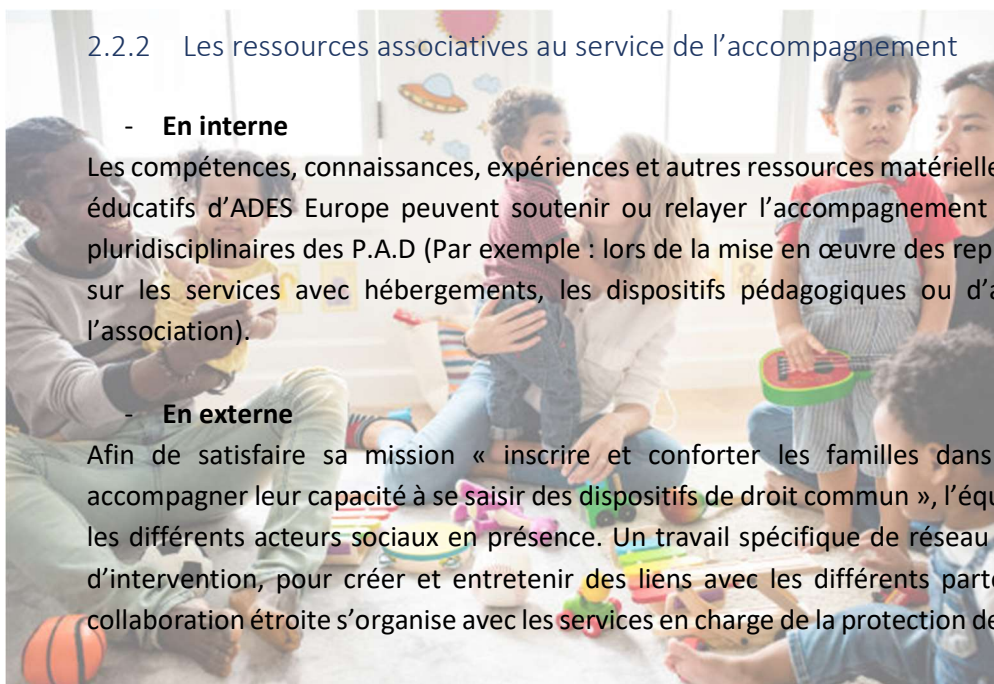 2.2.2 Les ressources associatives au service de l’accompagnement
- En interne
Les compétences, connaissances, expériences et autres ressources matérielle
éducatifs d’ADES Europe peuvent soutenir ou relayer l’accompagnement
pluridisciplinaires des P.A.D (Par exemple : lors de la mise en œuvre des rep
sur les services avec hébergements, les dispositifs pédagogiques ou d’a
l’association).
- En externe
Afin de satisfaire sa mission « inscrire et conforter les familles dans
accompagner leur capacité à se saisir des dispositifs de droit commun », l’équ
les différents acteurs sociaux en présence. Un travail spécifique de réseau
d’intervention, pour créer et entretenir des liens avec les différents parte
collaboration étroite s’organise avec les services en charge de la protection de